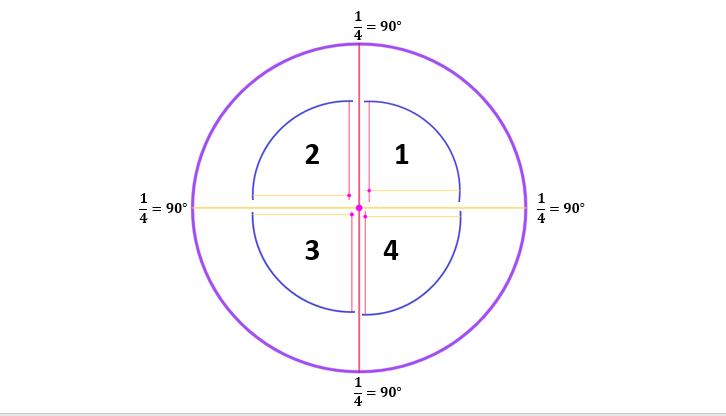 1/4 = 90°
2 1
1/4 = 90° 1/4 = 90°
3 4
1/4 = 90°